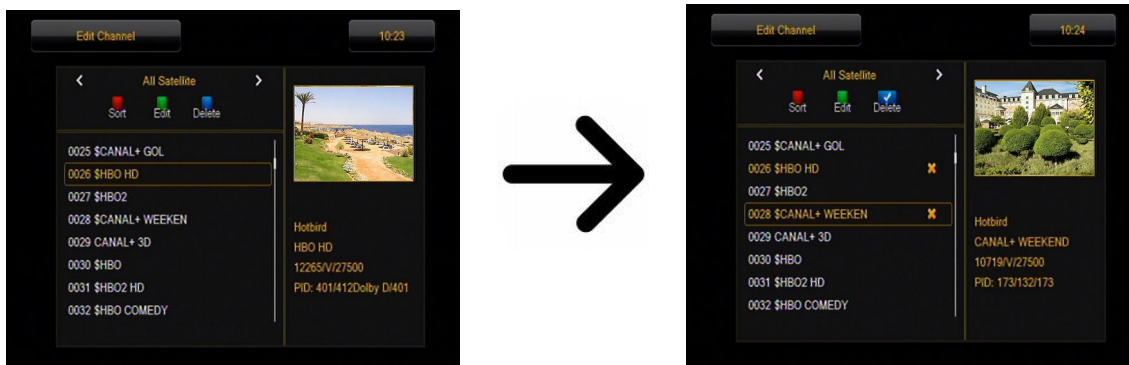 Edit Channel
10:23
All Satellite
Sort Edit Delete
0025 $CANAL+ GOL
0026 $HBO HD
0027 $HBO2
0028 $CANAL+ WEEKEN
0029 CANAL+ 3D
0030 $HBO
0031 $HBO2 HD
0032 $HBO COMEDY
Hotbird
HBO HD
12265/V/27500
PID: 401/412Dolby D/401
Edit Channel
10:24
All Satellite
Sort Edit Delete
0025 $CANAL+ GOL
0026 $HBO HD
0027 $HBO2
0028 $CANAL+ WEEKEN
0029 CANAL+ 3D
0030 $HBO
0031 $HBO2 HD
0032 $HBO COMEDY
Hotbird
CANAL+ WEEKEND
10719/V/27500
PID: 173/132/173